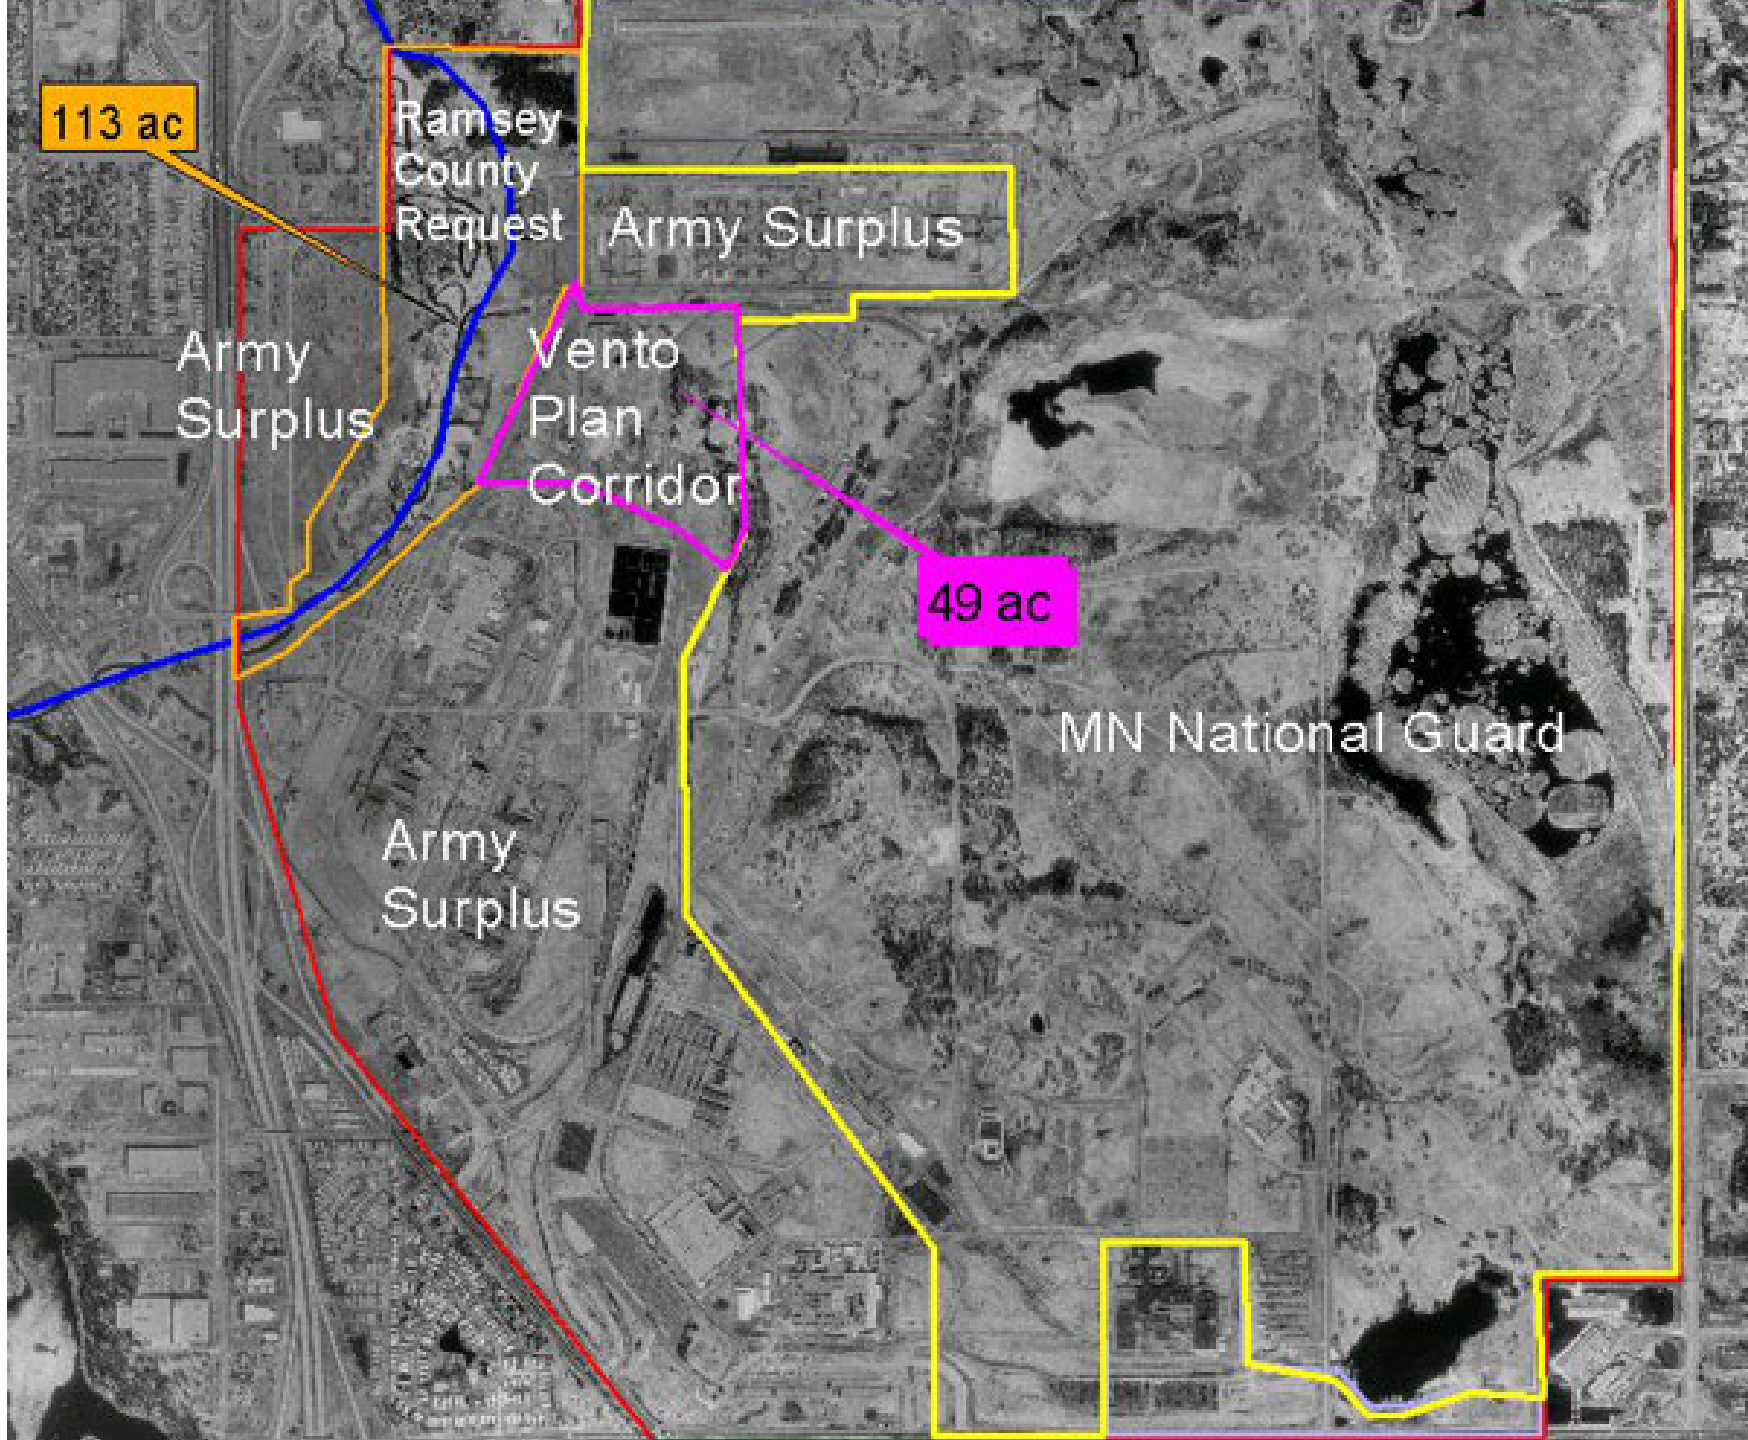 113 ac
Ramsey
County
Request
Army Surplus
Army
Surplus
Vento
Plan
Corridor
49 ac
MN National Guard
Army
Surplus